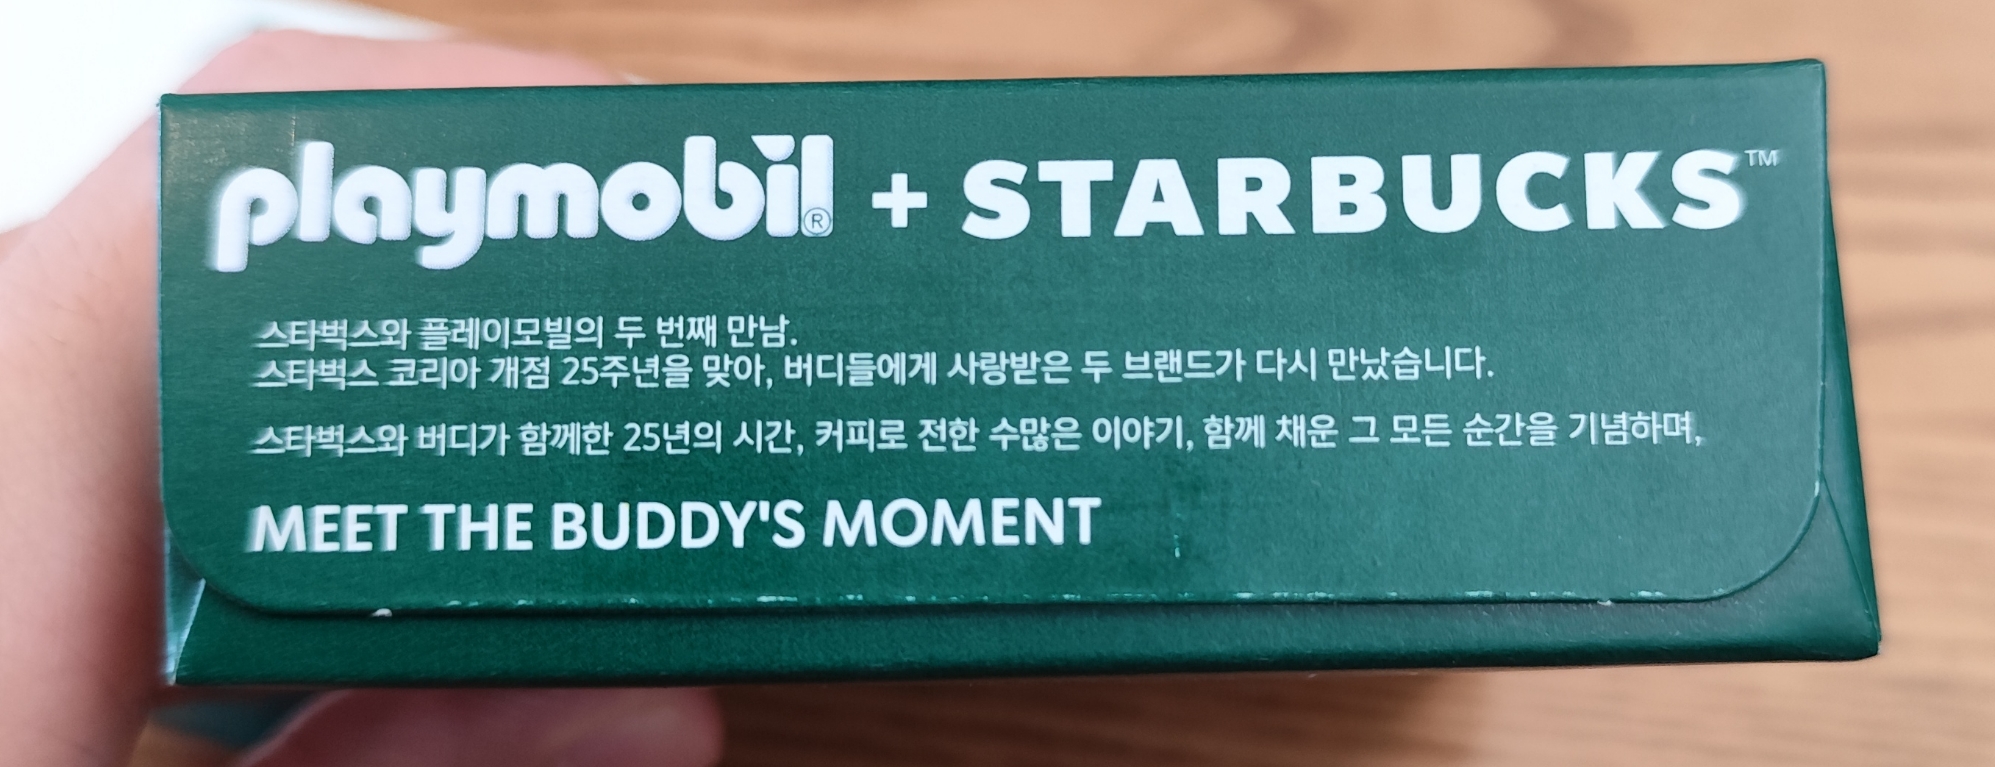 playmobil® + STARBUCKS™
스타벅스와 플레이모빌의 두 번째 만남.
스타벅스 코리아 개점 25주년을 맞아, 버디들에게 사랑받은 두 브랜드가 다시 만났습니다.
스타벅스와 버디가 함께한 25년의 시간, 커피로 전한 수많은 이야기, 함께 채운 그 모든 순간을 기념하며,
MEET THE BUDDY'S MOMENT